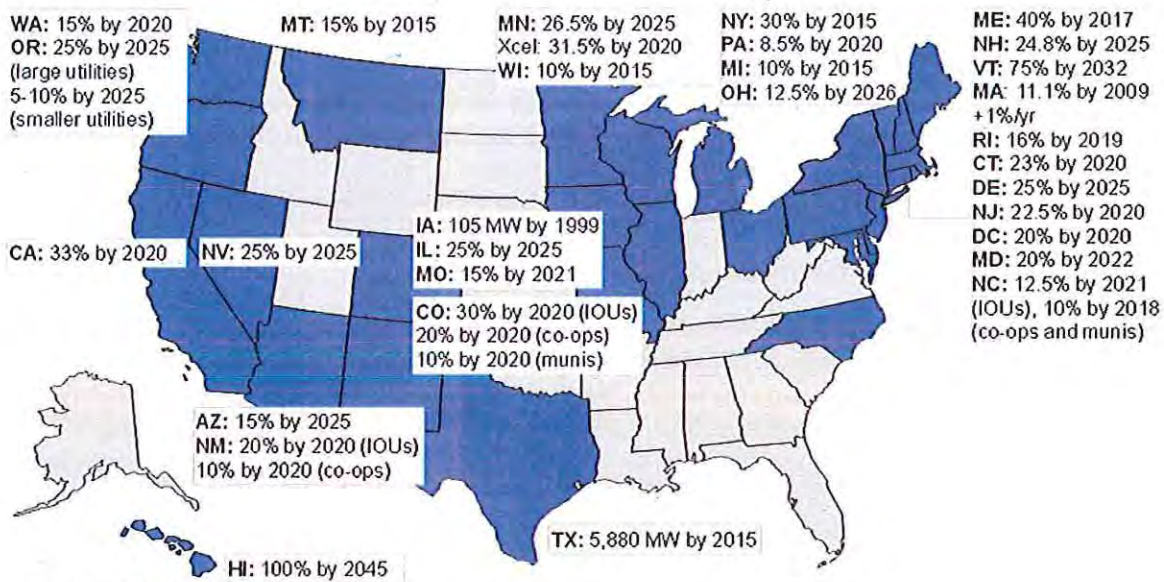 WA: 15% by 2020
OR: 25% by 2025
(large utilities)
5-10% by 2025
(smaller utilities)
MT: 15% by 2015
MN: 26.5% by 2025
Xcel: 31.5% by 2020
WI: 10% by 2015
NY: 30% by 2015
PA: 8.5% by 2020
MI: 10% by 2015
OH: 12.5% by 2026
ME: 40% by 2017
NH: 24.8% by 2025
VT: 75% by 2032
MA: 11.1% by 2009
+1%/yr
RI: 16% by 2019
CT: 23% by 2020
DE: 25% by 2025
NJ: 22.5% by 2020
DC: 20% by 2020
MD: 20% by 2022
NC: 12.5% by 2021
(IOUs), 10% by 2018
(co-ops and munis)
CA: 33% by 2020
NV: 25% by 2025
IA: 105 MW by 1999
IL: 25% by 2025
MO: 15% by 2021
CO: 30% by 2020 (IOUs)
20% by 2020 (co-ops)
10% by 2020 (munis)
AZ: 15% by 2025
NM: 20% by 2020 (IOUs)
10% by 2020 (co-ops)
TX: 5,880 MW by 2015
HI: 100% by 2045